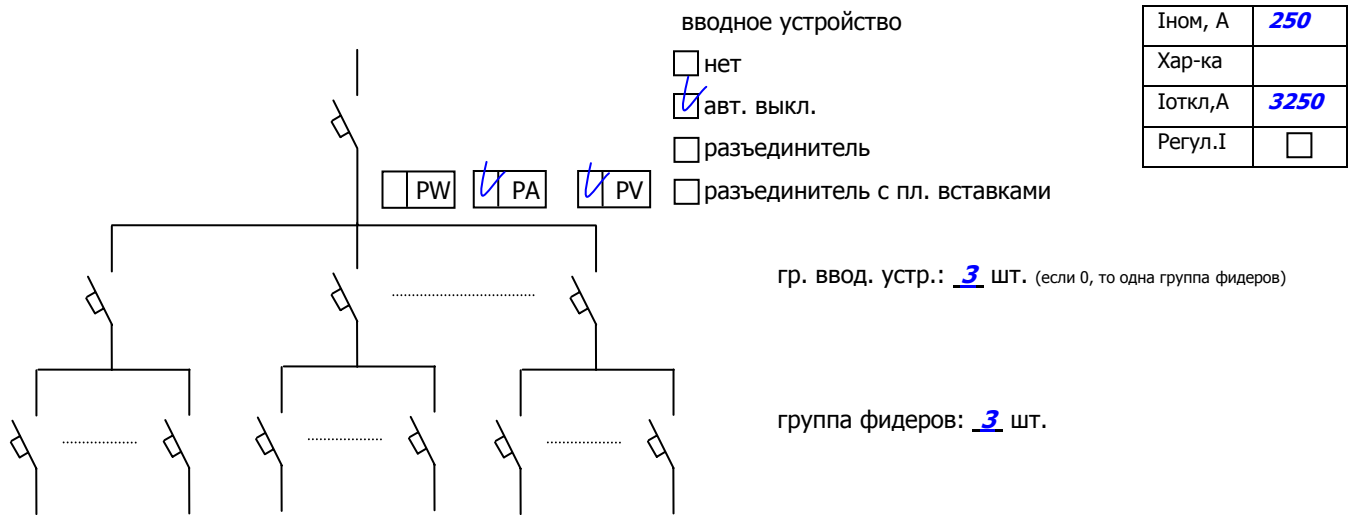 вводное устройство
нет
авт. выкл.
разъединитель
разъединитель с пл. вставками
Iном, А 250
Хар-ка
Iоткл,А 3250
Регул.I
PW PA PV
гр. ввод. устр.: 3 шт. (если 0, то одна группа фидеров)
группа фидеров: 3 шт.